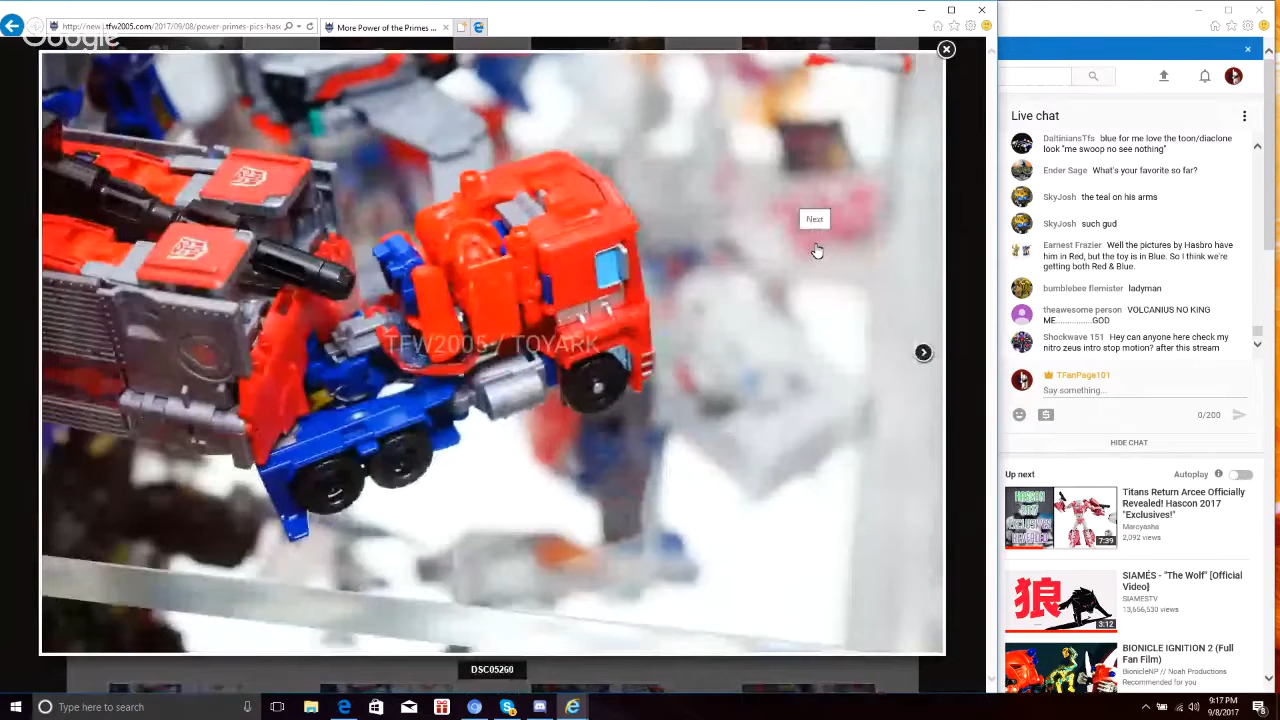 http://new.tfw2005.com/2017/09/08/power-primes-pics-hasc
More Power of the Primes ...
Google
Next
TFW2005 / TOYARK
DSC05260
Live chat
DaltiniansTfs blue for me love the toon/diaclone
look "me swoop no see nothing"
Ender Sage What's your favorite so far?
SkyJosh the teal on his arms
SkyJosh such gud
Earnest Frazier Well the pictures by Hasbro have
him in Red, but the toy is in Blue. So I think we're
getting both Red & Blue.
bumblebee flemister ladyman
theawesome person VOLCANIUS NO KING
ME................GOD
Shockwave 151 Hey can anyone here check my
nitro zeus intro stop motion? after this stream
TFanPage101
Say something...
0/200
HIDE CHAT
Up next
Autoplay
HASCON
2017
EXCLUSIVES
REVEALED
7:39
Titans Return Arcee Officially
Revealed! Hascon 2017
"Exclusives!"
Marcyasha
2,092 views
狼
3:12
SIAMÉS - "The Wolf" [Official
Video]
SIAMESTV
13,656,530 views
BIONICLE IGNITION 2 (Full
Fan Film)
BionicleNP // Noah Productions
Recommended for you
Type here to search
9:17 PM
9/8/2017